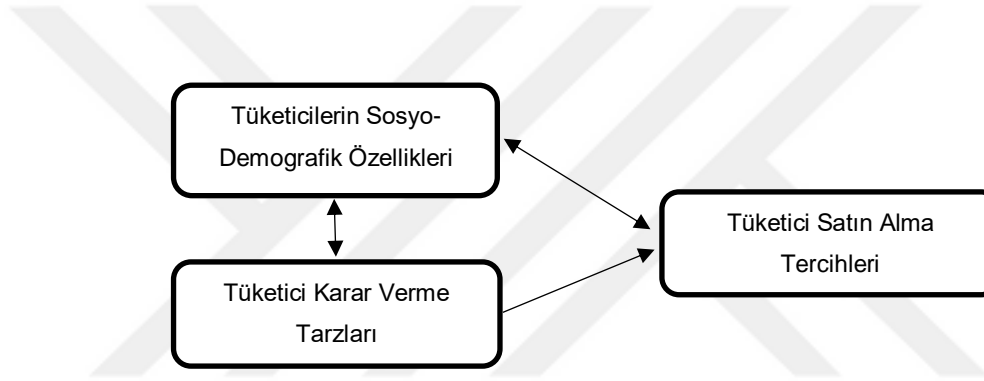 Tüketicilerin Sosyo-
Demografik Özellikleri
Tüketici Satın Alma
Tercihleri
Tüketici Karar Verme
Tarzları